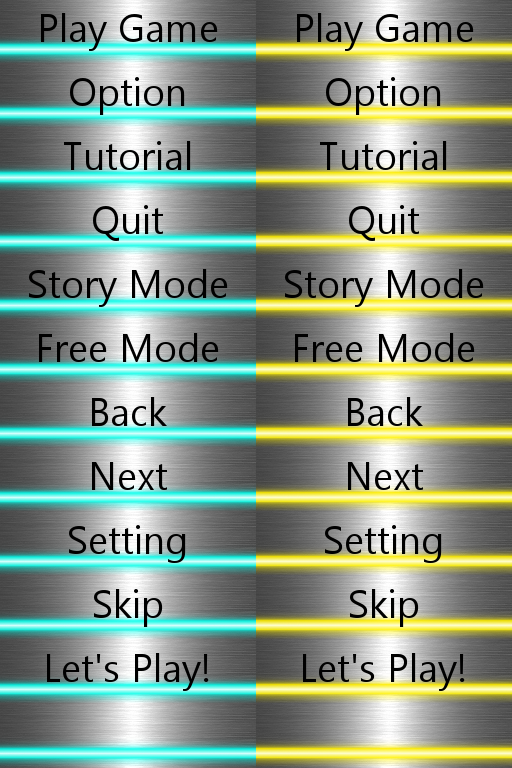 Play Game Play Game
Option Option
Tutorial Tutorial
Quit Quit
Story Mode Story Mode
Free Mode Free Mode
Back Back
Next Next
Setting Setting
Skip Skip
Let's Play! Let's Play!